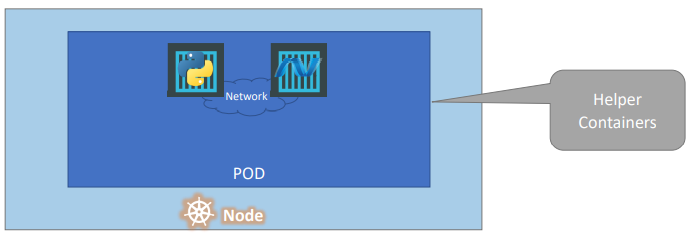 Network
POD
Node
Helper
Containers